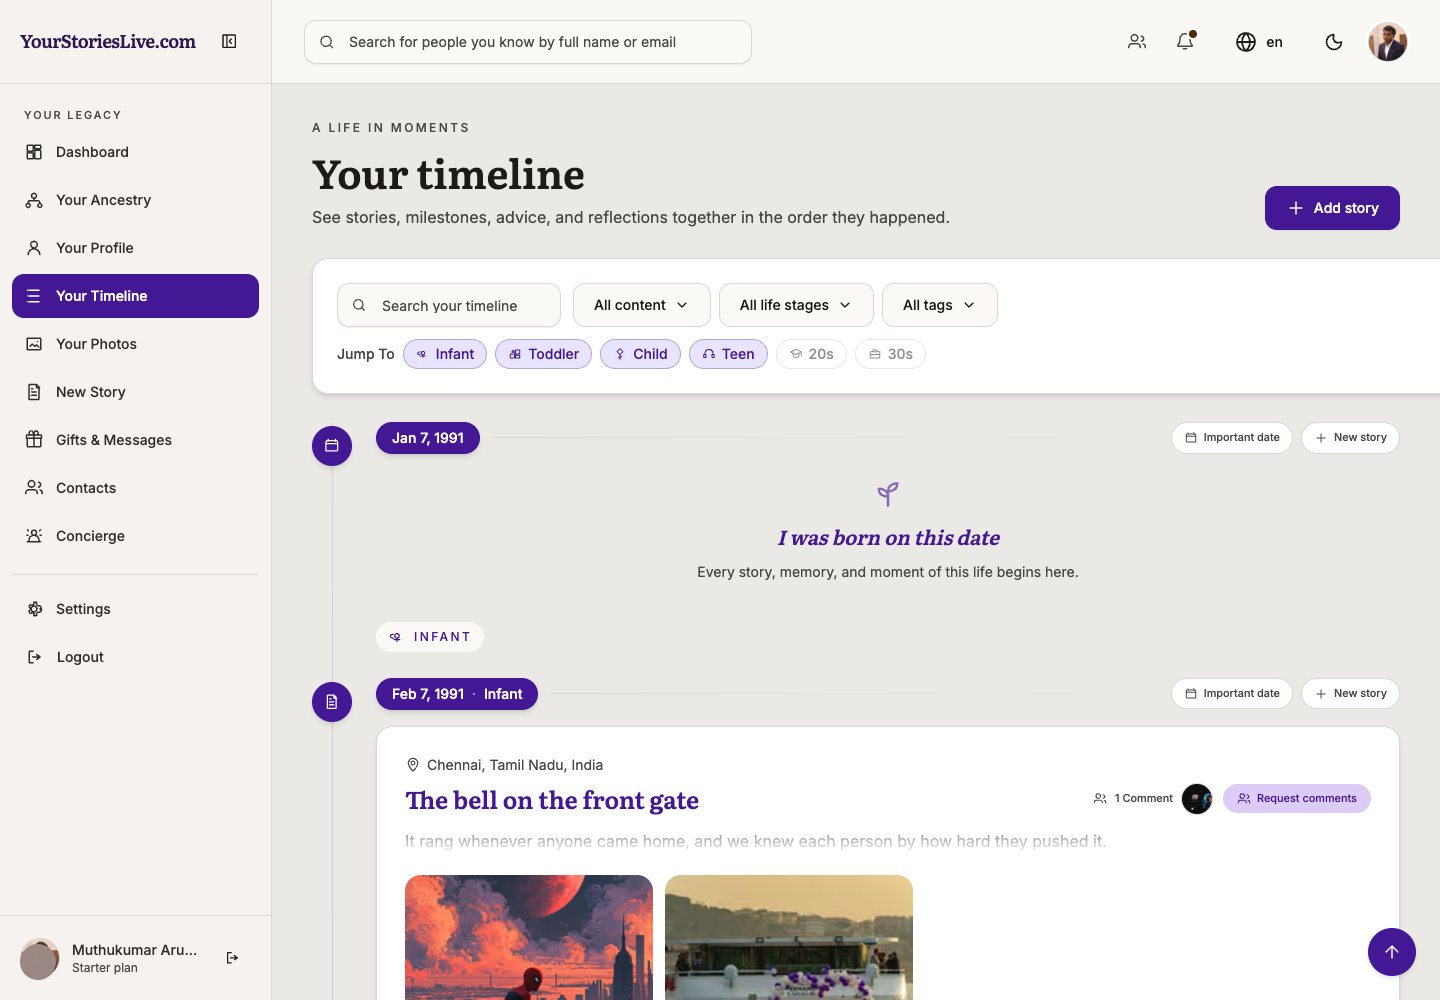 YourStoriesLive.com
Search for people you know by full name or email
en
YOUR LEGACY
Dashboard
Your Ancestry
Your Profile
Your Timeline
Your Photos
New Story
Gifts & Messages
Contacts
Concierge
Settings
Logout
Muthukumar Aru...
Starter plan
A LIFE IN MOMENTS
Your timeline
See stories, milestones, advice, and reflections together in the order they happened.
Add story
Search your timeline
All content
All life stages
All tags
Jump To
Infant
Toddler
Child
Teen
20s
30s
Jan 7, 1991
Important date
New story
I was born on this date
Every story, memory, and moment of this life begins here.
INFANT
Feb 7, 1991 · Infant
Important date
New story
Chennai, Tamil Nadu, India
The bell on the front gate
1 Comment
Request comments
It rang whenever anyone came home, and we knew each person by how hard they pushed it.